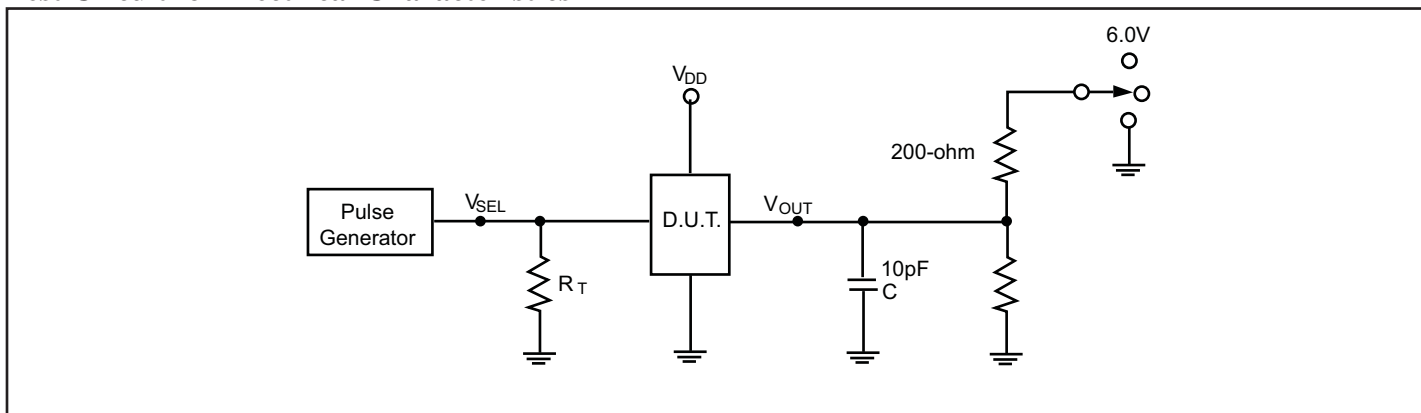 6.0V
VDD
200-ohm
Pulse
Generator
VSEL
D.U.T.
VOUT
RT
10pF
C